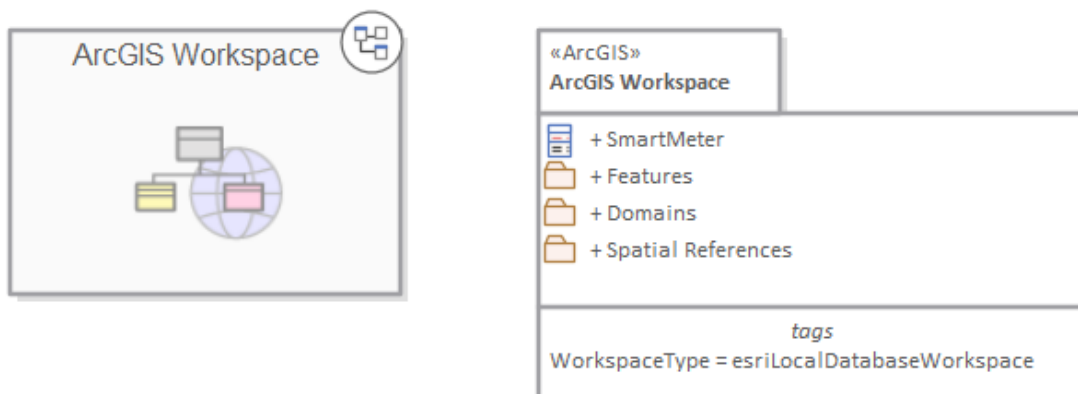 ArcGIS Workspace
«ArcGIS»
ArcGIS Workspace
+ SmartMeter
+ Features
+ Domains
+ Spatial References
tags
WorkspaceType = esriLocalDatabaseWorkspace